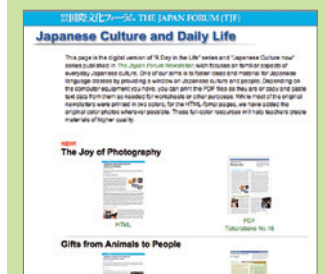 国際文化フォーラム THE JAPAN FORUM (TJF)
Japanese Culture and Daily Life
This page is the digital version of "A Day in the Life" series and "Japanese Culture now"
series published in The Japan Forum Newsletter, which focuses on familiar aspects of
everyday Japanese culture. One of our aims is to foster ideas and material for Japanese
language classes by providing a window on Japanese culture and daily life. Depending on
the computer equipment you have, you can print the PDF files as they are or copy and paste
text data from them as needed for worksheets or other purposes. While most of the original
newsletters were printed in two colors, for the HTML-format pages, we have added the
original color photos wherever possible. These full-color resources will help teachers create
materials of higher quality.
NEW!
The Joy of Photography
HTML
PDF
Takarabako No.16
Gifts from Animals to People